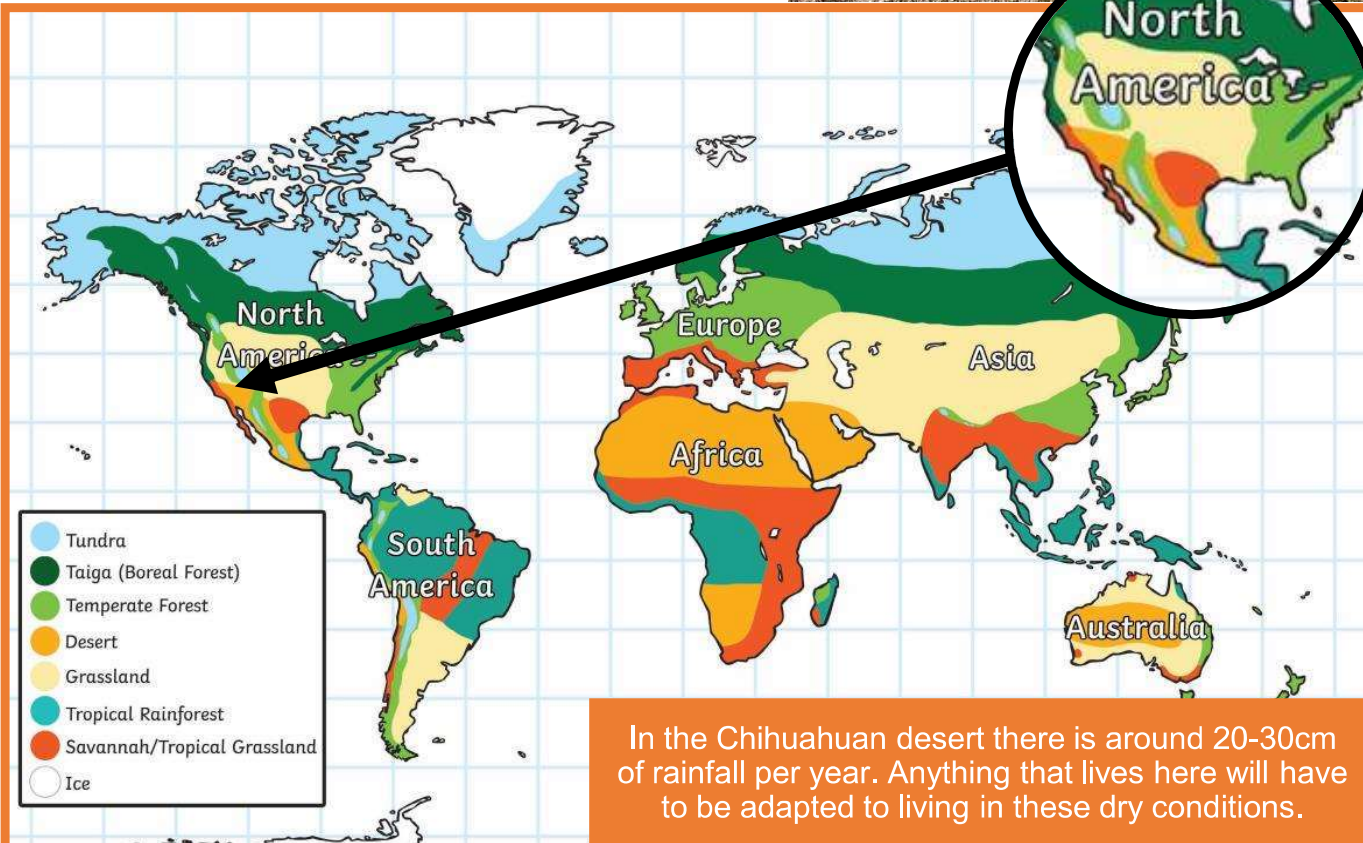 North
America
North
America
Europe
Asia
Africa
South
America
Australia
Tundra
Taiga (Boreal Forest)
Temperate Forest
Desert
Grassland
Tropical Rainforest
Savannah/Tropical Grassland
Ice
In the Chihuahuan desert there is around 20-30cm
of rainfall per year. Anything that lives here will have
to be adapted to living in these dry conditions.